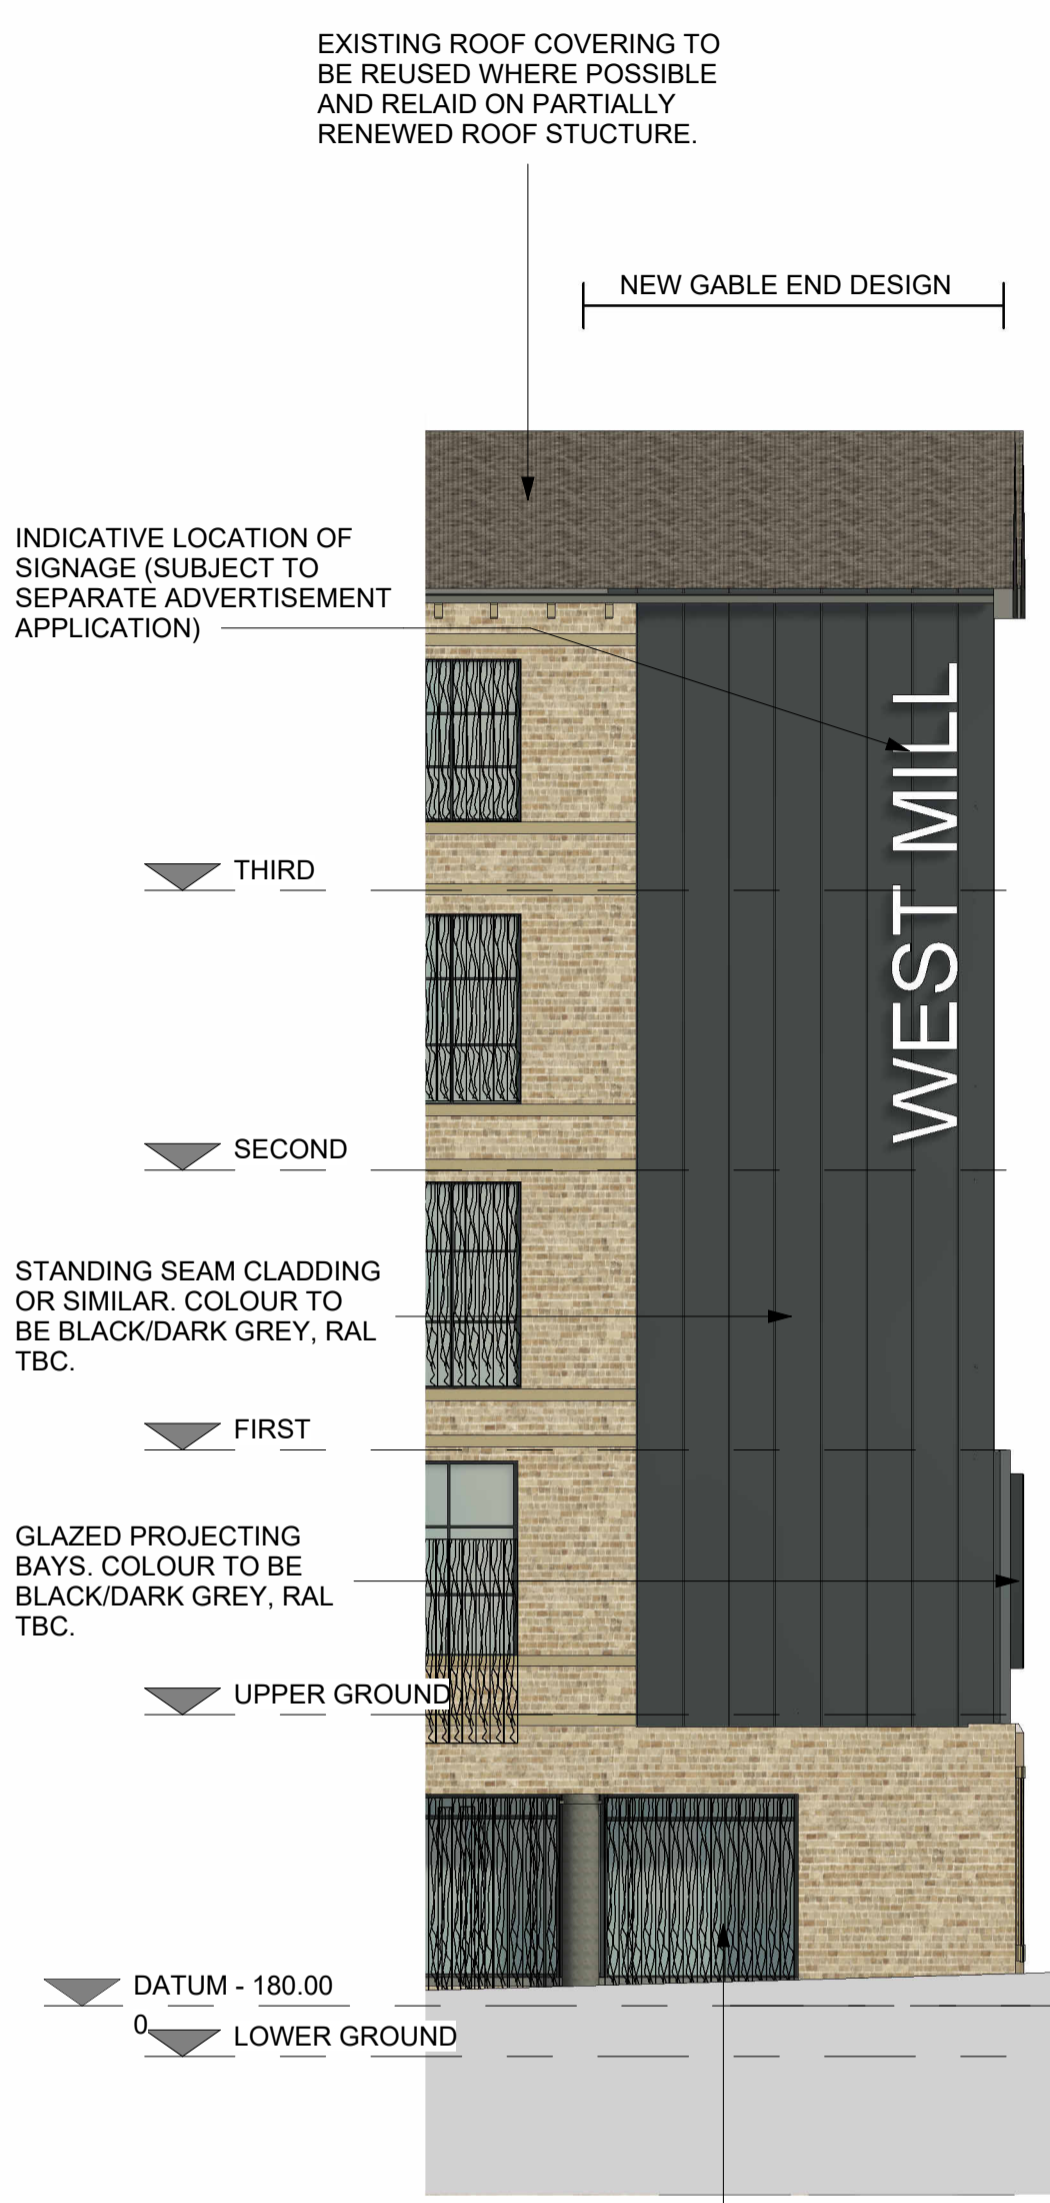 EXISTING ROOF COVERING TO
BE REUSED WHERE POSSIBLE
AND RELAID ON PARTIALLY
RENEWED ROOF STUCTURE.
NEW GABLE END DESIGN
INDICATIVE LOCATION OF
SIGNAGE (SUBJECT TO
SEPARATE ADVERTISEMENT
APPLICATION)
WEST MILL
THIRD
SECOND
STANDING SEAM CLADDING
OR SIMILAR. COLOUR TO
BE BLACK/DARK GREY, RAL
TBC.
FIRST
GLAZED PROJECTING
BAYS. COLOUR TO BE
BLACK/DARK GREY, RAL
TBC.
UPPER GROUND
DATUM - 180.00
0
LOWER GROUND